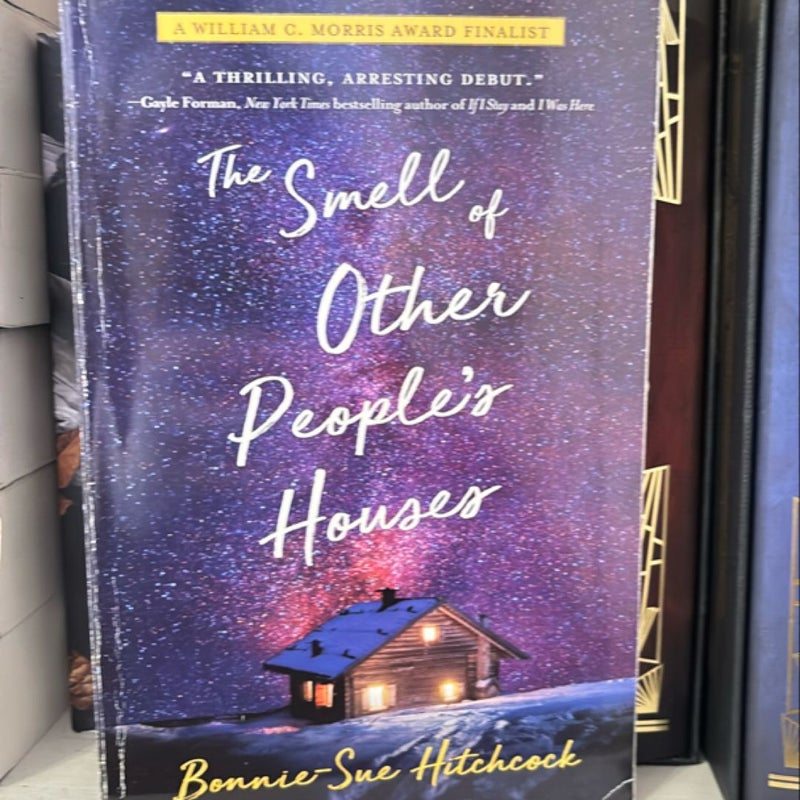 A WILLIAM C. MORRIS AWARD FINALIST
“A THRILLING, ARRESTING DEBUT.”
—Gayle Forman, New York Times bestselling author of If I Stay and I Was Here
The Smell of
Other
People’s
Houses
Bonnie-Sue Hitchcock